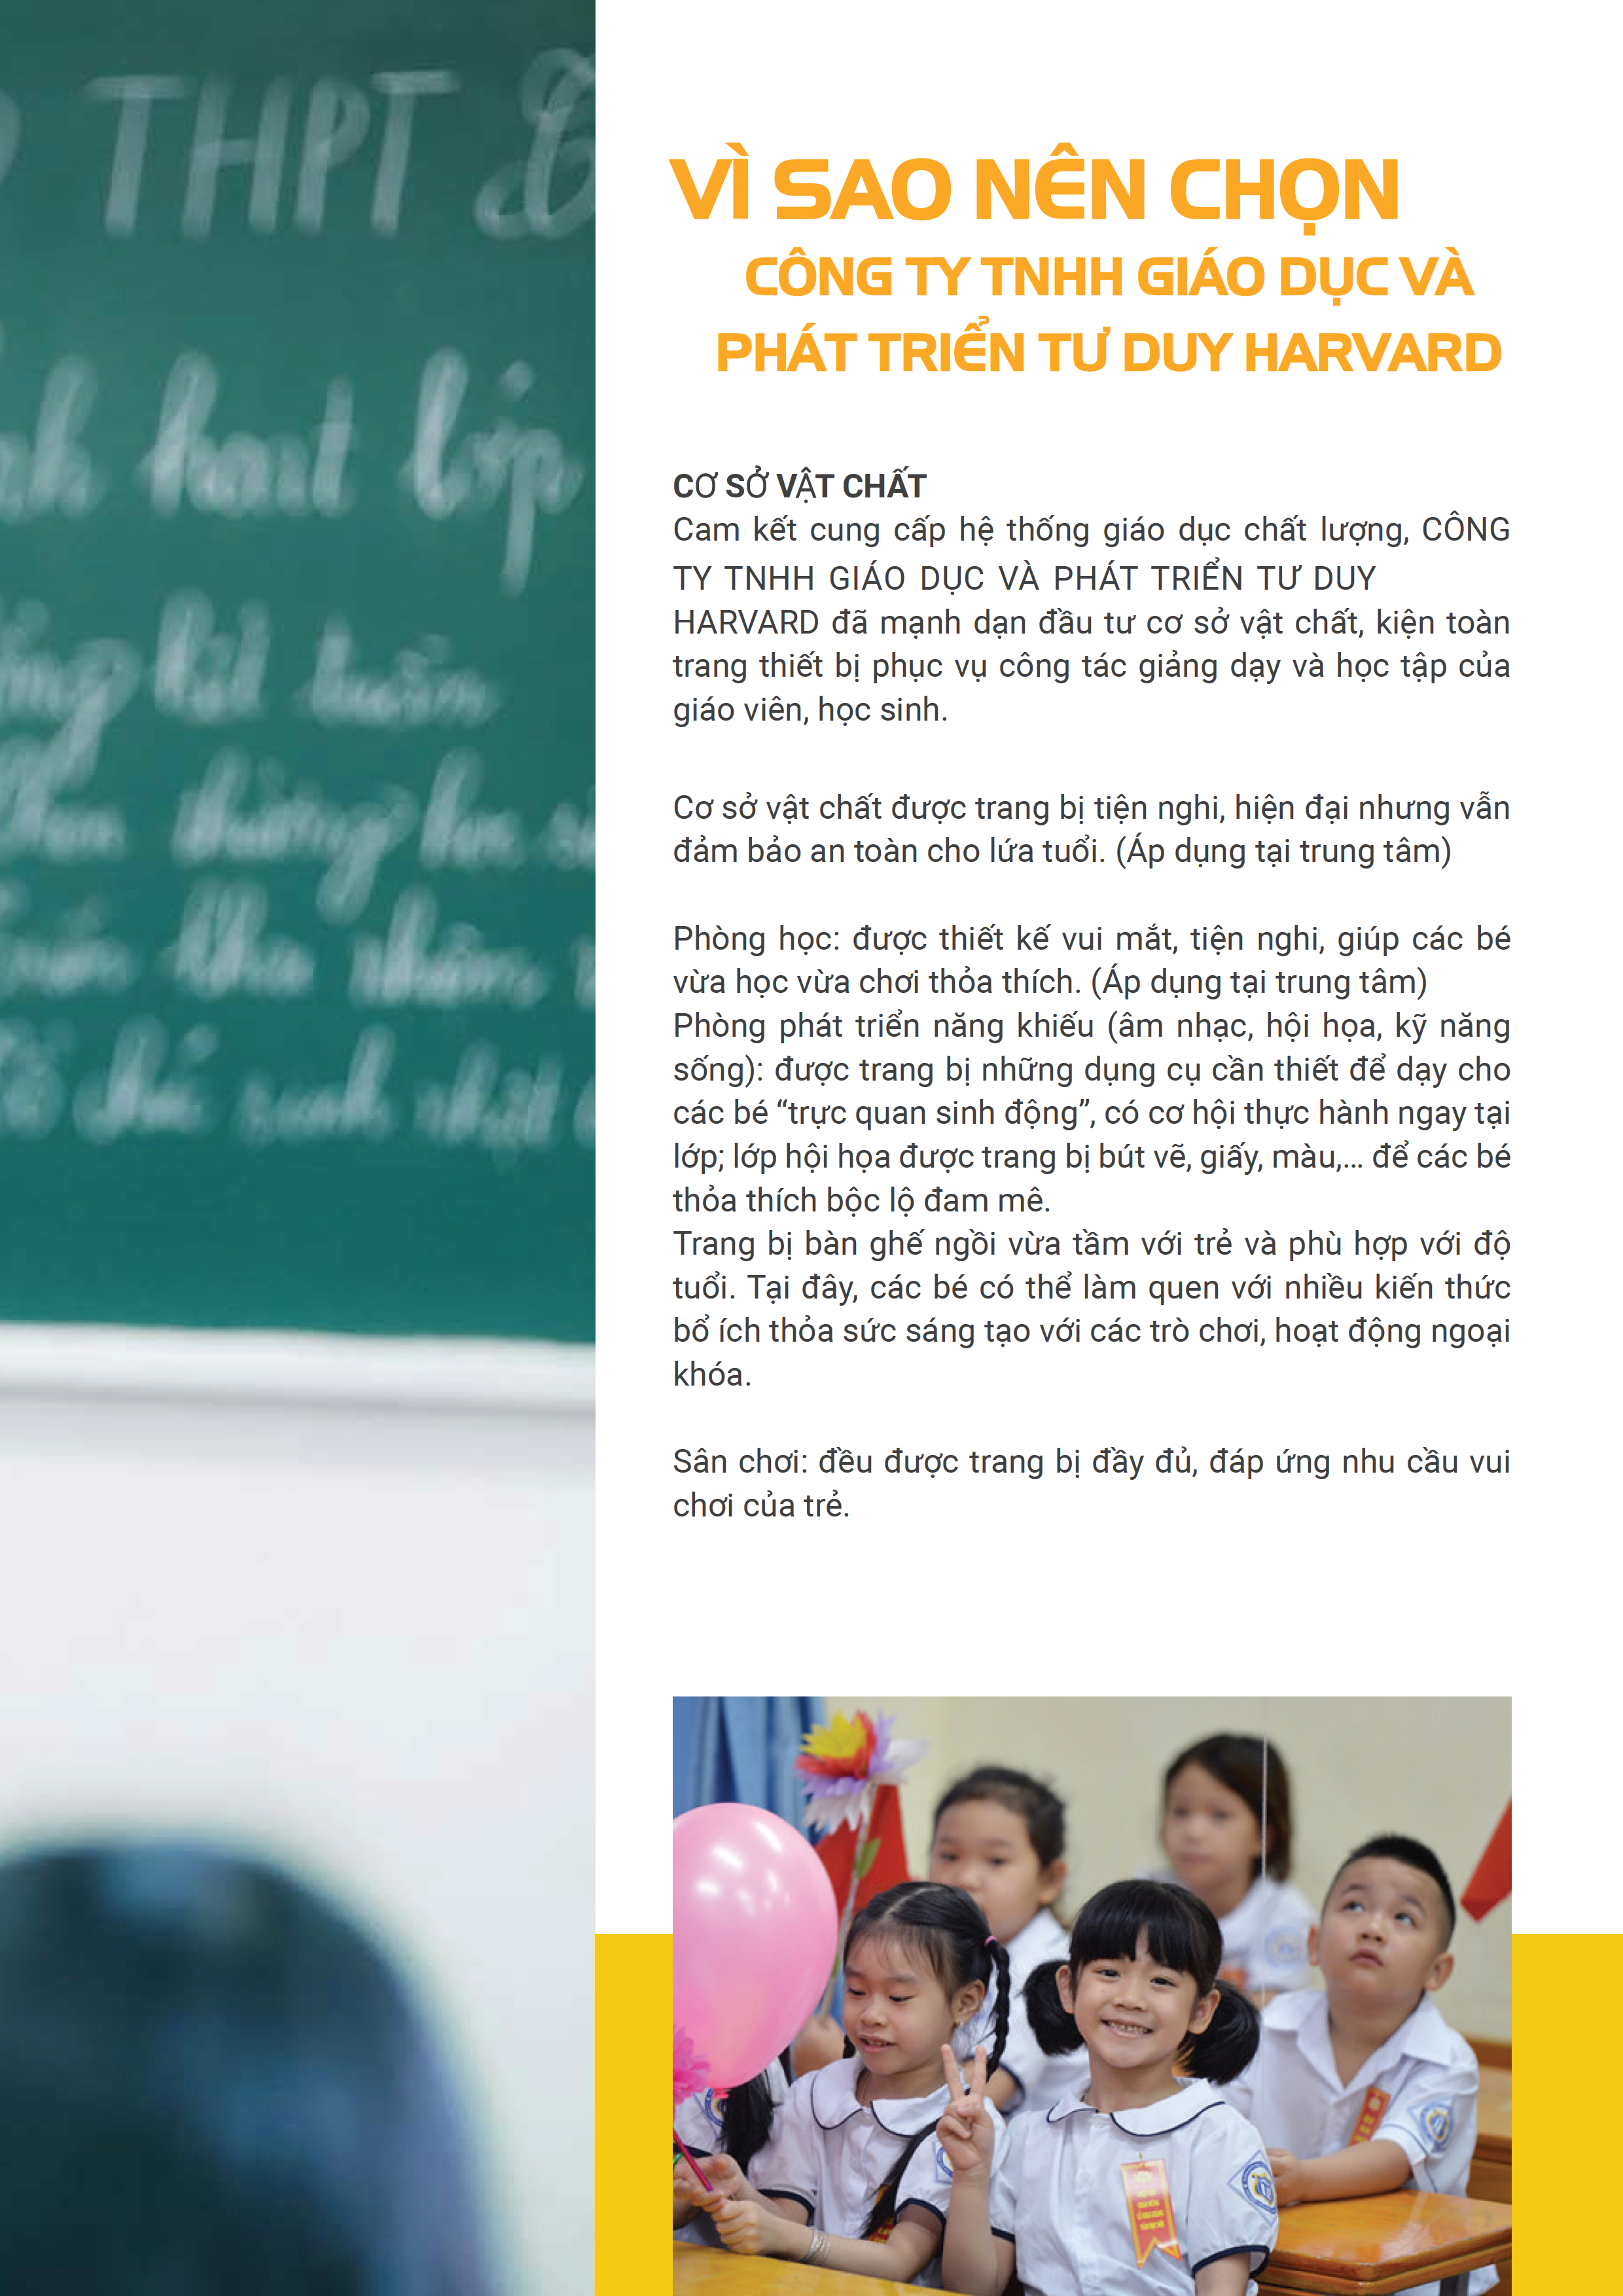 THPT
hoạt lớp
VÌ SAO NÊN CHỌN
CÔNG TY TNHH GIÁO DỤC VÀ
PHÁT TRIỂN TƯ DUY HARVARD
CƠ SỞ VẬT CHẤT
Cam kết cung cấp hệ thống giáo dục chất lượng, CÔNG
TY TNHH GIÁO DỤC VÀ PHÁT TRIỂN TƯ DUY
HARVARD đã mạnh dạn đầu tư cơ sở vật chất, kiện toàn
trang thiết bị phục vụ công tác giảng dạy và học tập của
giáo viên, học sinh.
Cơ sở vật chất được trang bị tiện nghi, hiện đại nhưng vẫn
đảm bảo an toàn cho lứa tuổi. (Áp dụng tại trung tâm)
Phòng học: được thiết kế vui mắt, tiện nghi, giúp các bé
vừa học vừa chơi thỏa thích. (Áp dụng tại trung tâm)
Phòng phát triển năng khiếu (âm nhạc, hội họa, kỹ năng
sống): được trang bị những dụng cụ cần thiết để dạy cho
các bé “trực quan sinh động”, có cơ hội thực hành ngay tại
lớp; lớp hội họa được trang bị bút vẽ, giấy, màu,... để các bé
thỏa thích bộc lộ đam mê.
Trang bị bàn ghế ngồi vừa tầm với trẻ và phù hợp với độ
tuổi. Tại đây, các bé có thể làm quen với nhiều kiến thức
bổ ích thỏa sức sáng tạo với các trò chơi, hoạt động ngoại
khóa.
Sân chơi: đều được trang bị đầy đủ, đáp ứng nhu cầu vui
chơi của trẻ.